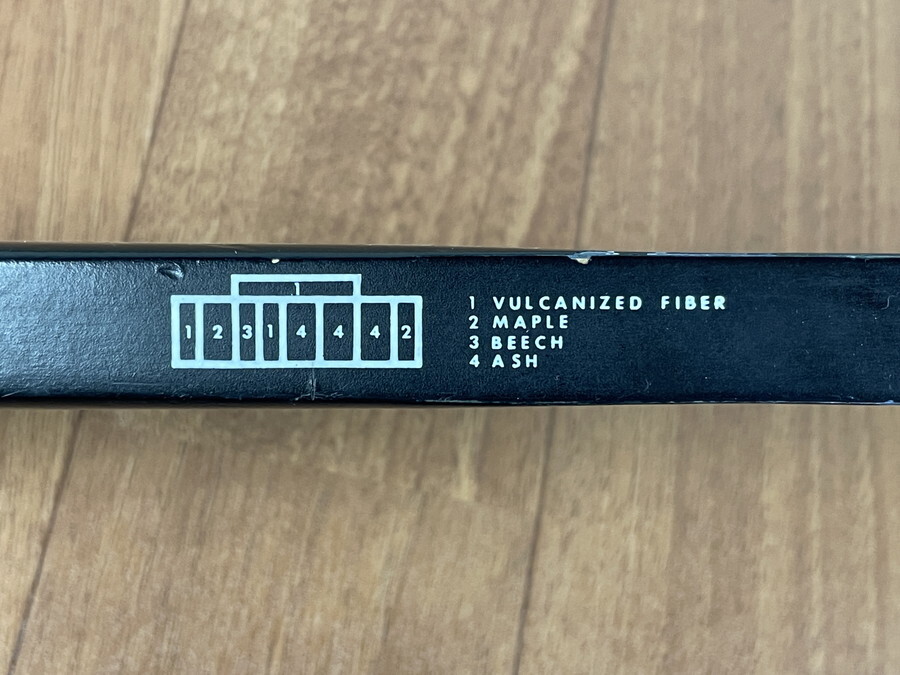 1
1 2 3 1 4 4 4 2
1 VULCANIZED FIBER
2 MAPLE
3 BEECH
4 ASH